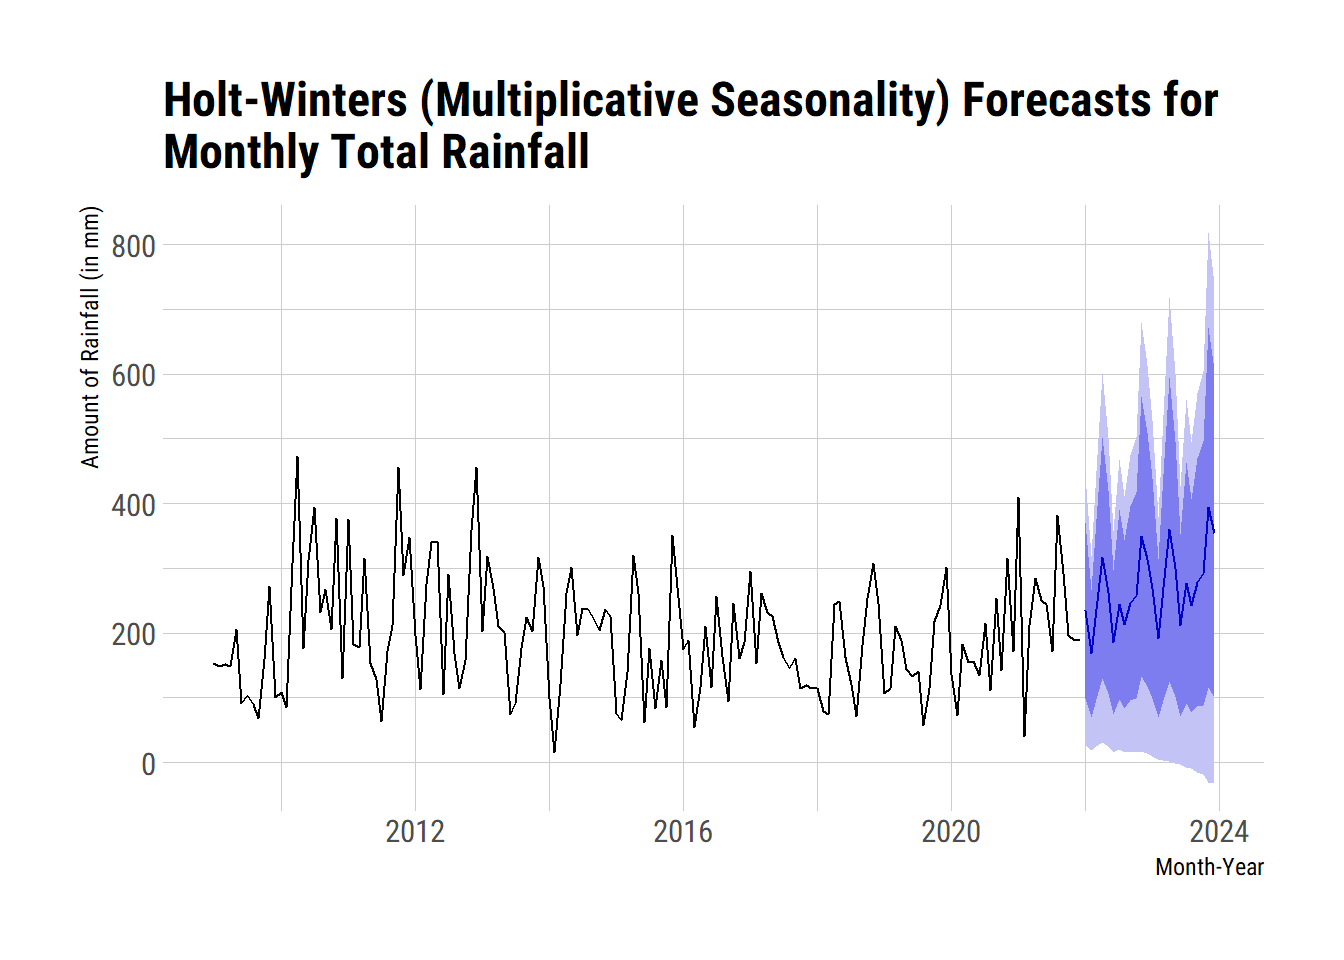 Holt-Winters (Multiplicative Seasonality) Forecasts for
Monthly Total Rainfall
Amount of Rainfall (in mm)
800
600
400
200
0
2012
2016
2020
2024
Month-Year